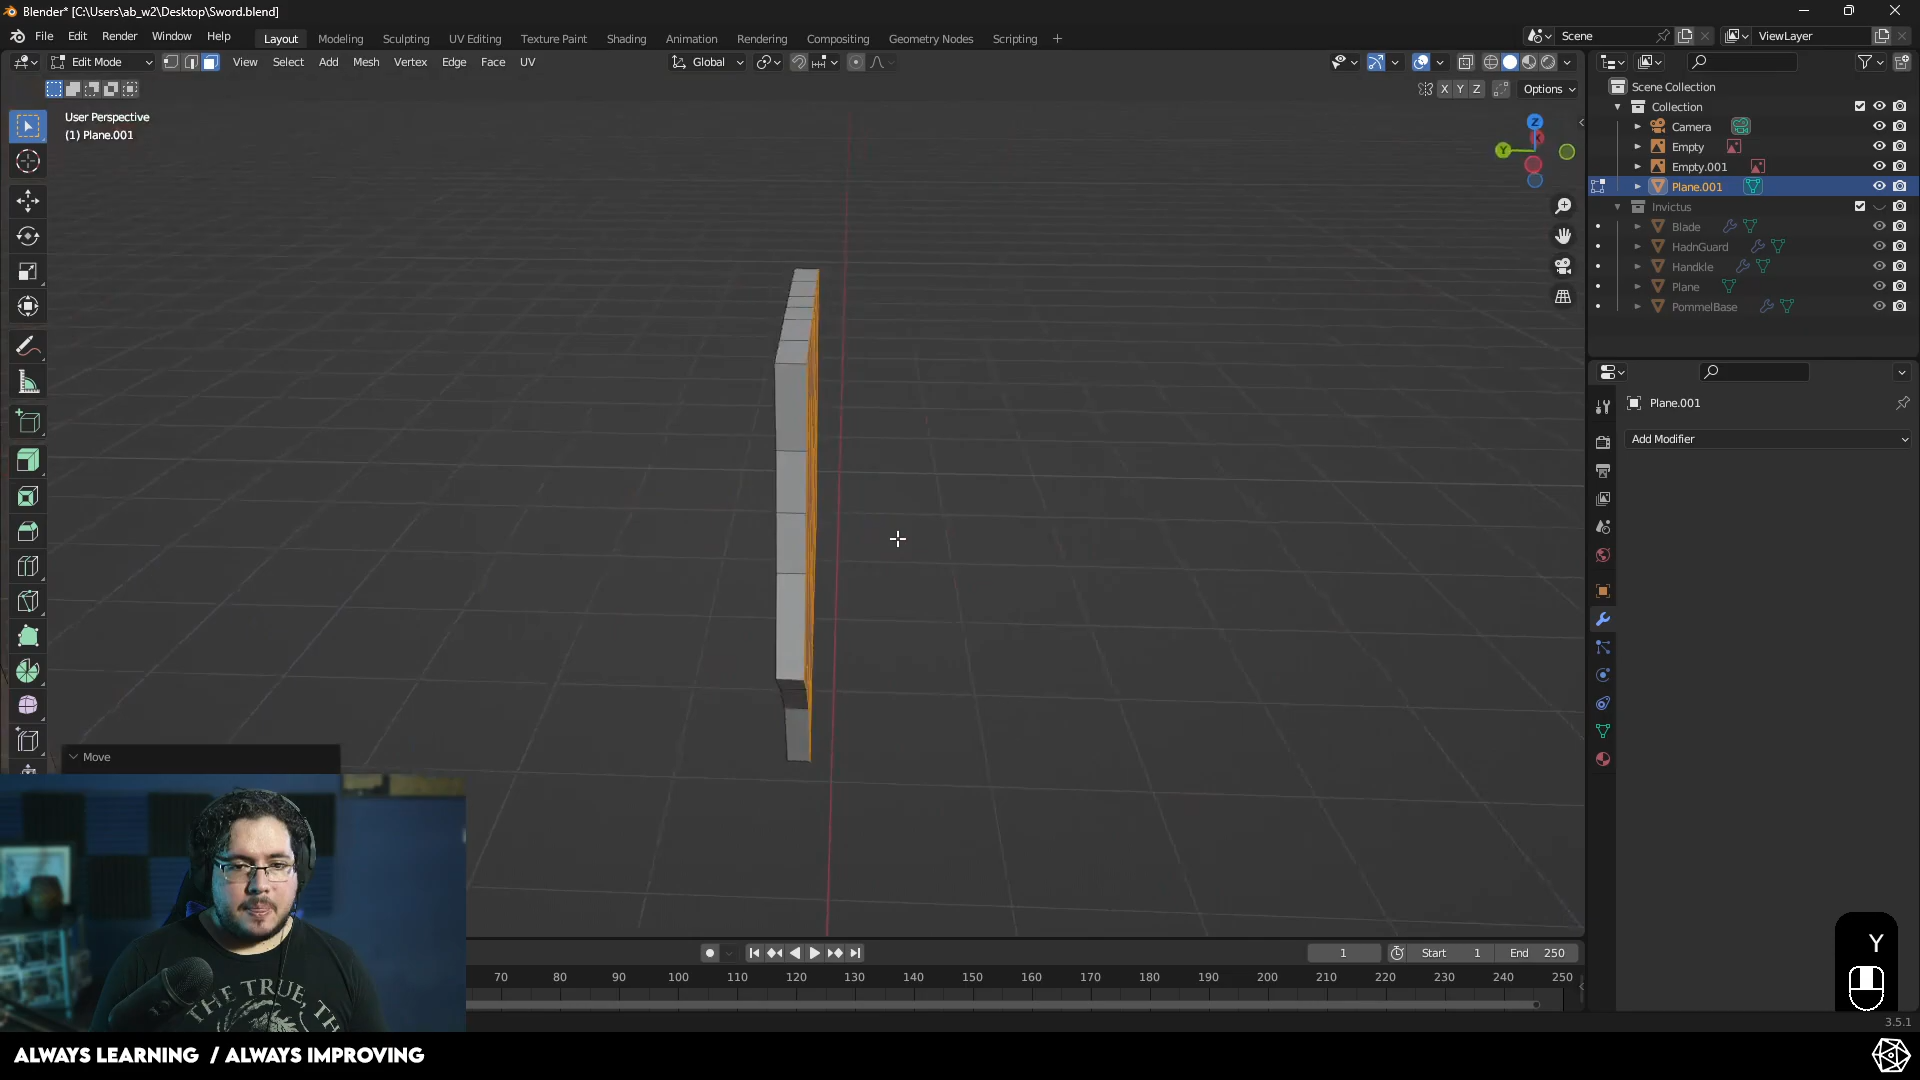 Blender* [C:\Users\ab_w2\Desktop\Sword.blend]
File Edit Render Window Help
Layout Modeling Sculpting UV Editing Texture Paint Shading Animation Rendering Compositing Geometry Nodes Scripting +
Scene
ViewLayer
Edit Mode
View Select Add Mesh Vertex Edge Face UV
Global
X Y Z
Options
User Perspective
(1) Plane.001
Z
Y
Scene Collection
Collection
Camera
Empty
Empty.001
Plane.001
Invictus
Blade
HadnGuard
Handkle
Plane
PommelBase
Plane.001
Add Modifier
Move
1
Start 1
End 250
70 80 90 100 110 120 130 140 150 160 170 180 190 200 210 220 230 240 250
Y
THE TRUE, TH
3.5.1
ALWAYS LEARNING / ALWAYS IMPROVING